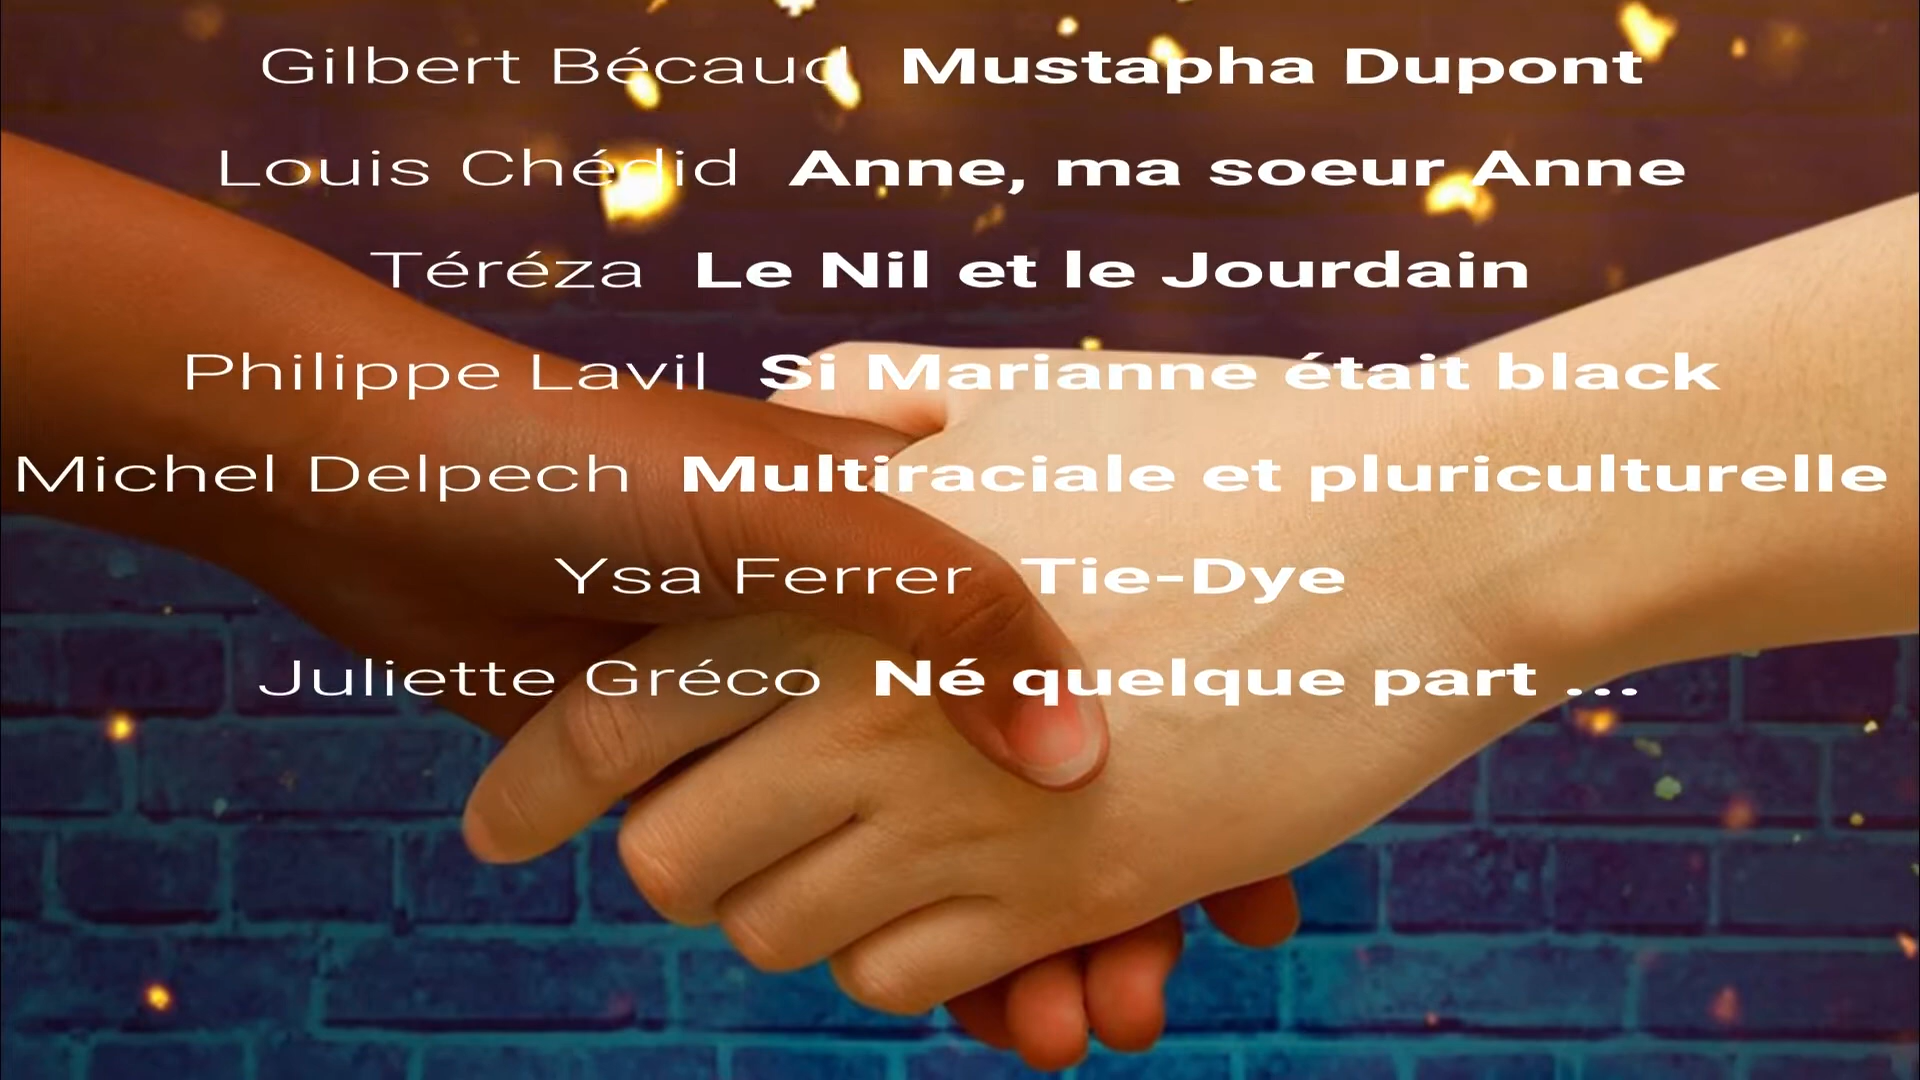 Gilbert Bécaud Mustapha Dupont
Louis Chédid Anne, ma soeur Anne
Téréza Le Nil et le Jourdain
Philippe Lavil Si Marianne était black
Michel Delpech Multiraciale et pluriculturelle
Ysa Ferrer Tie-Dye
Juliette Gréco Né quelque part ...